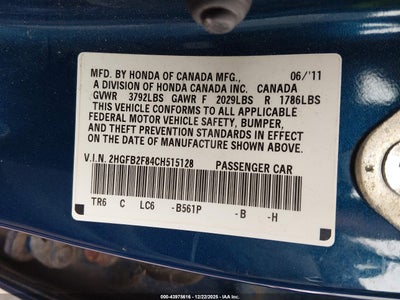 MFD. BY HONDA OF CANADA MFG., 06/'11
A DIVISION OF HONDA CANADA INC. CANADA
GVWR 3792LBS GAWR F 2029LBS R 1786LBS
THIS VEHICLE CONFORMS TO ALL APPLICABLE
FEDERAL MOTOR VEHICLE SAFETY, BUMPER,
AND THEFT PREVENTION STANDARDS IN EFFECT
ON THE DATE OF MANUFACTURE SHOWN ABOVE.
V.I.N. 2HGFB2F84CH515128 PASSENGER CAR
TR6 C LC6 -B561P -B -H
000-43975616 - 12/22/2025 - IAA Inc.